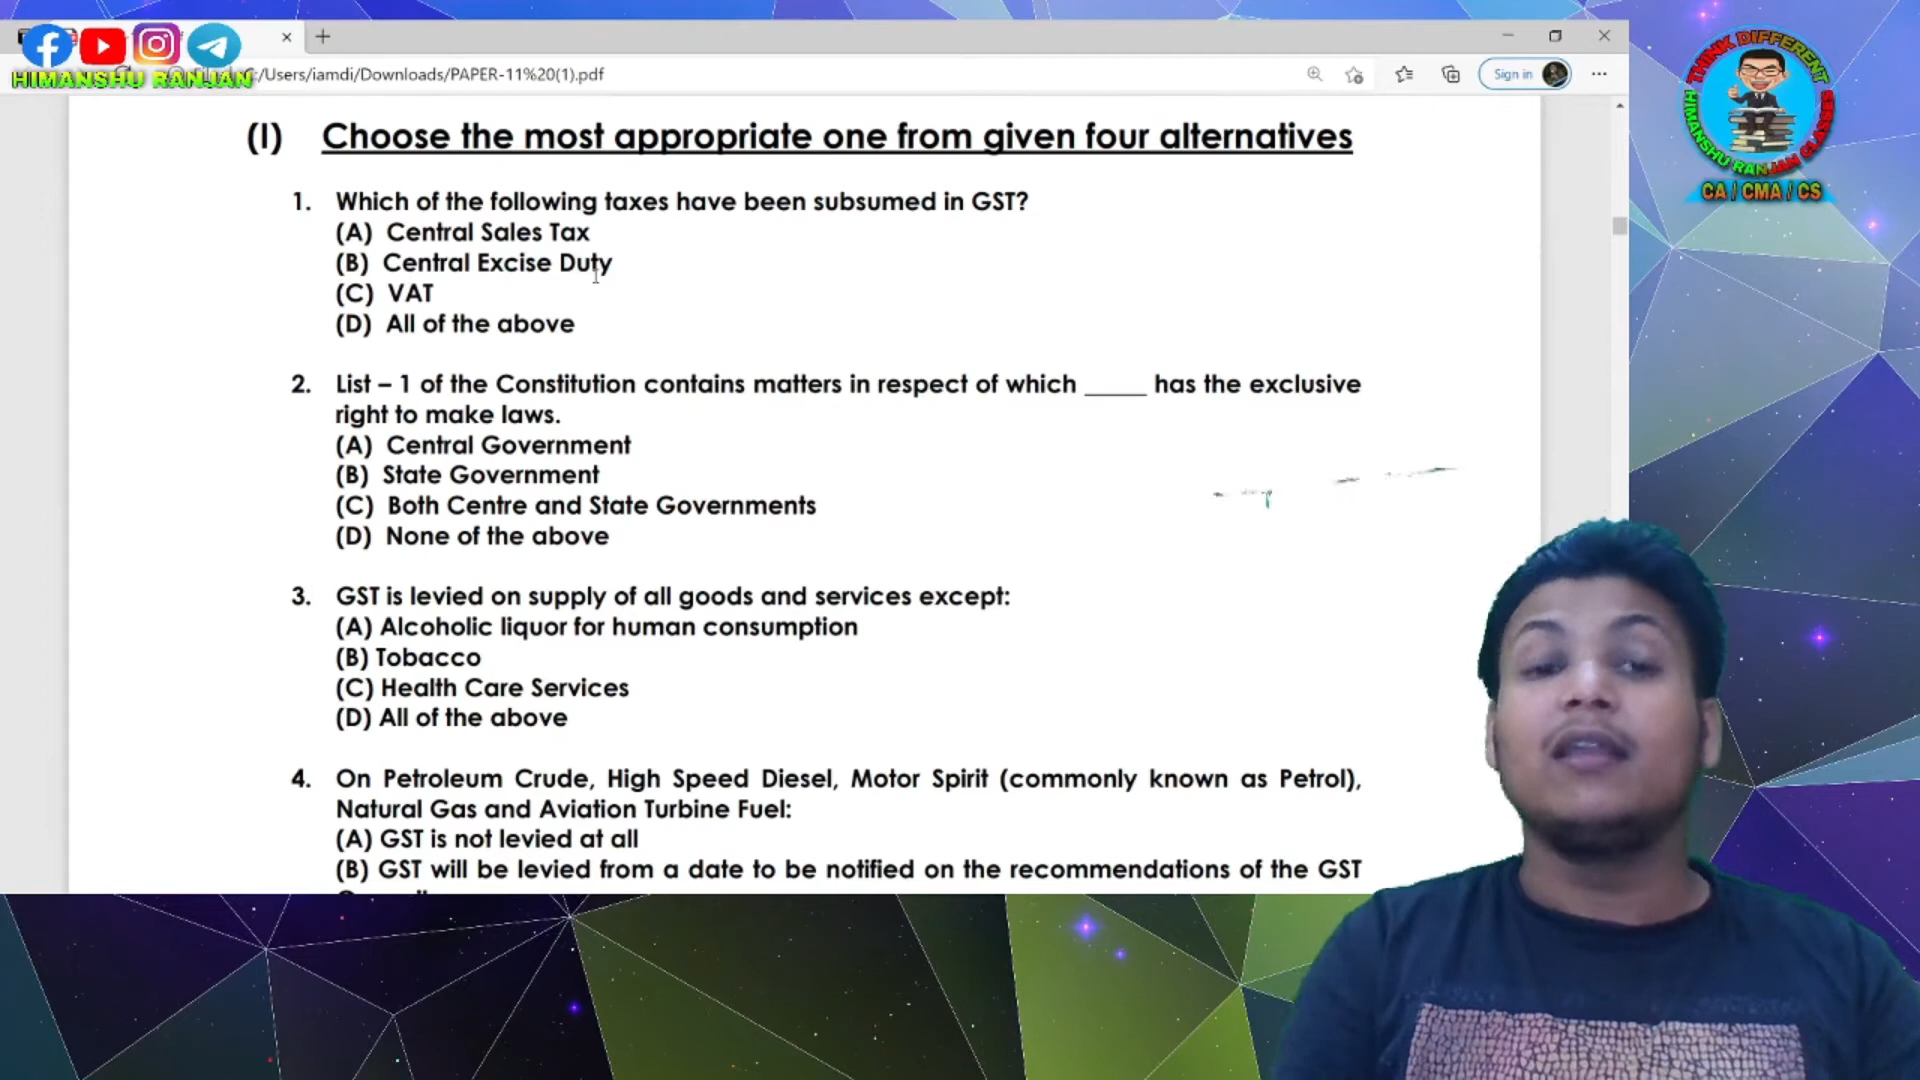 HIMANSHU RANJAN
:/Users/iamdi/Downloads/PAPER-11%20(1).pdf
Sign in
THINK DIFFERENT
HIMANSHU RANJAN CLASSES
CA / CMA / CS
(I) Choose the most appropriate one from given four alternatives
1. Which of the following taxes have been subsumed in GST?
(A) Central Sales Tax
(B) Central Excise Duty
(C) VAT
(D) All of the above
2. List – 1 of the Constitution contains matters in respect of which _____ has the exclusive
right to make laws.
(A) Central Government
(B) State Government
(C) Both Centre and State Governments
(D) None of the above
3. GST is levied on supply of all goods and services except:
(A) Alcoholic liquor for human consumption
(B) Tobacco
(C) Health Care Services
(D) All of the above
4. On Petroleum Crude, High Speed Diesel, Motor Spirit (commonly known as Petrol),
Natural Gas and Aviation Turbine Fuel:
(A) GST is not levied at all
(B) GST will be levied from a date to be notified on the recommendations of the GST